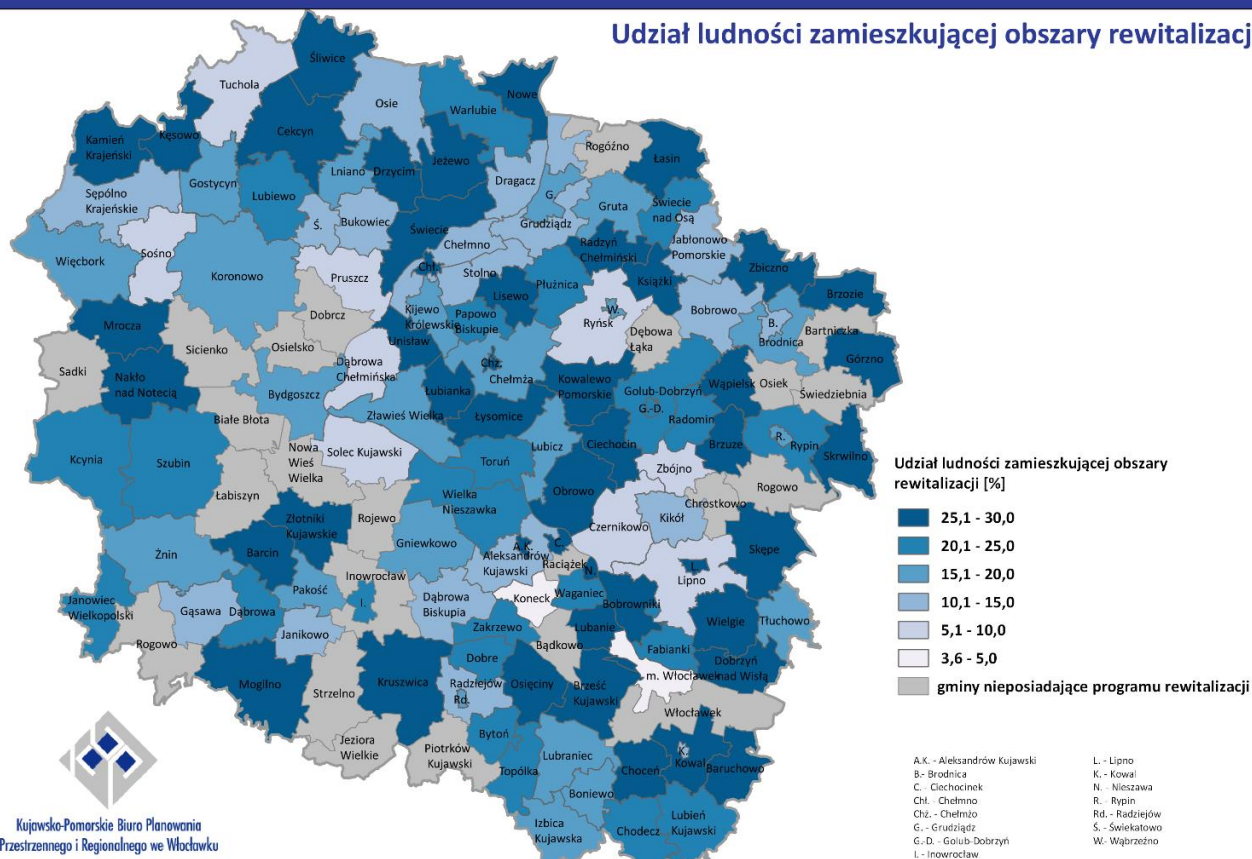 Udział ludności zamieszkującej obszary rewitalizacj
Śliwice
Tuchola
Nowe
Osie
Warlubie
Kęsowo
Cekcyn
Kamień
Krajeński
Rogóźno
Łasin
Jeżewo
Lniano
Drzycim
Dragacz
Gostycyn
Lubiewo
G.
Sępólno
Krajeńskie
Gruta
Świecie
nad Osą
Ś.
Bukowiec
Grudziądz
Świecie
Chełmno
Radzyń
Chełmiński
Jabłonowo
Pomorskie
Sośno
Więcbork
Koronowo
Pruszcz
Chł.
Stolno
Zbiczno
Lisewo
Płużnica
Książki
Brzozie
Dobrcz
Kijewo
Królewskie
Papowo
Biskupie
W.
Ryńsk
Bobrowo
B.
Brodnica
Bartniczka
Mrocza
Sicienko
Osielsko
Unisław
Dębowa
Łąka
Górzno
Sadki
Nakło
nad Notecią
Dąbrowa
Chełmińska
Chż.
Chełmża
Kowalewo
Pomorskie
Golub-Dobrzyń
G.-D.
Wąpielsk
Osiek
Świedziebnia
Bydgoszcz
Łubianka
Białe Błota
Zławieś Wielka
Łysomice
Radomin
Ciechocin
Brzuze
R.
Rypin
Skrwilno
Kcynia
Szubin
Nowa
Wieś
Wielka
Solec Kujawski
Lubicz
Toruń
Zbójno
Łabiszyn
Wielka
Nieszawka
Obrowo
Rogowo
Chrostkowo
Złotniki
Kujawskie
Rojewo
Czernikowo
Kikół
Żnin
Barcin
Gniewkowo
A.K.
C.
Aleksandrów
Kujawski
Raciążek
Skępe
Inowrocław
N.
L.
Lipno
Janowiec
Wielkopolski
Gąsawa
Dąbrowa
Pakość
I.
Dąbrowa
Biskupia
Koneck
Waganiec
Bobrowniki
Wielgie
Tłuchowo
Janikowo
Zakrzewo
Lubanie
Rogowo
Bądkowo
Fabianki
Dobre
Dobrzyń
nad Wisłą
m. Włocławek
Mogilno
Strzelno
Kruszwica
Radziejów
Rd.
Osięciny
Brześć
Kujawski
Włocławek
Jeziora
Wielkie
Piotrków
Kujawski
Bytoń
K.
Kowal
Baruchowo
Topólka
Lubraniec
Choceń
Boniewo
Izbica
Kujawska
Chodecz
Lubień
Kujawski
Udział ludności zamieszkującej obszary
rewitalizacji [%]
25,1 - 30,0
20,1 - 25,0
15,1 - 20,0
10,1 - 15,0
5,1 - 10,0
3,6 - 5,0
gminy nieposiadające programu rewitalizacji
A.K. - Aleksandrów Kujawski
B.- Brodnica
C. - Ciechocinek
Chł. - Chełmno
Chż. - Chełmżo
G. - Grudziądz
G.-D. - Golub-Dobrzyń
I. - Inowrocław
L. - Lipno
K. - Kowal
N. - Nieszawa
R. - Rypin
Rd. - Radziejów
Ś. - Świekatowo
W.- Wąbrzeźno
Kujawsko-Pomorskie Biuro Planowania
Przestrzennego i Regionalnego we Włocławku